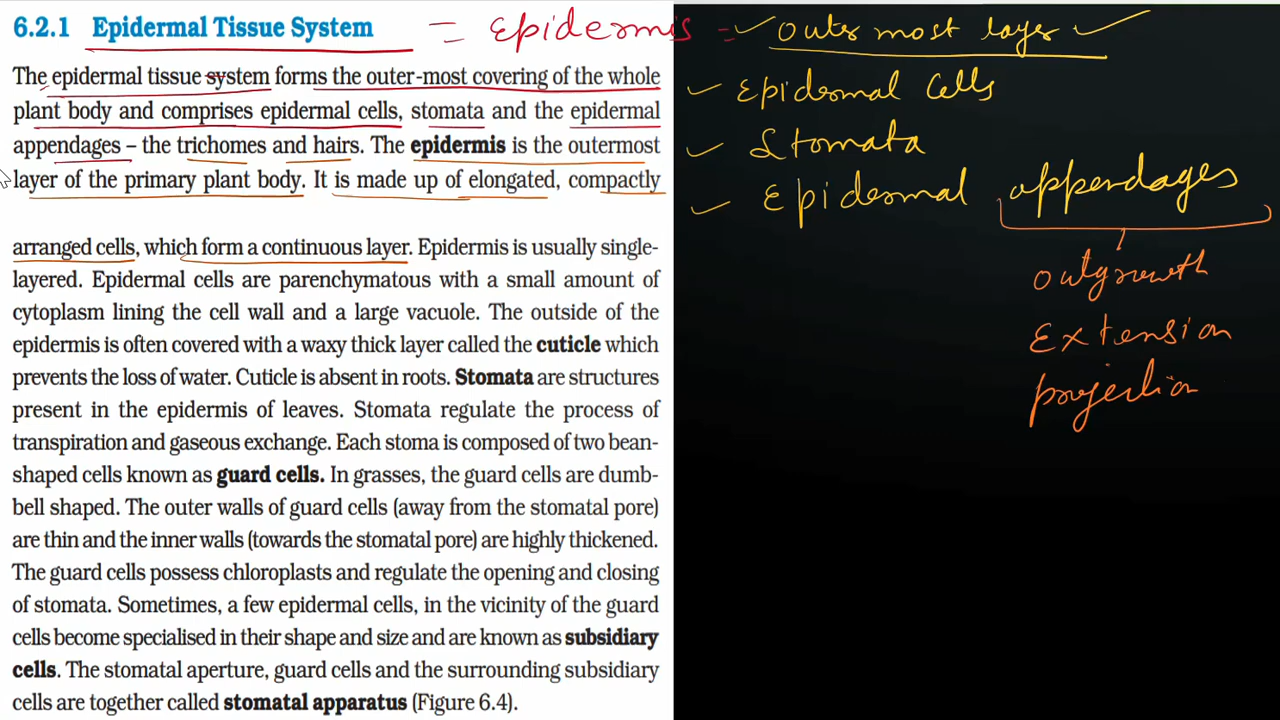 6.2.1 Epidermal Tissue System = Epidermis = outer most layer
The epidermal tissue system forms the outer-most covering of the whole
plant body and comprises epidermal cells, stomata and the epidermal
appendages – the trichomes and hairs. The epidermis is the outermost
layer of the primary plant body. It is made up of elongated, compactly
arranged cells, which form a continuous layer. Epidermis is usually single-
layered. Epidermal cells are parenchymatous with a small amount of
cytoplasm lining the cell wall and a large vacuole. The outside of the
epidermis is often covered with a waxy thick layer called the cuticle which
prevents the loss of water. Cuticle is absent in roots. Stomata are structures
present in the epidermis of leaves. Stomata regulate the process of
transpiration and gaseous exchange. Each stoma is composed of two bean-
shaped cells known as guard cells. In grasses, the guard cells are dumb-
bell shaped. The outer walls of guard cells (away from the stomatal pore)
are thin and the inner walls (towards the stomatal pore) are highly thickened.
The guard cells possess chloroplasts and regulate the opening and closing
of stomata. Sometimes, a few epidermal cells, in the vicinity of the guard
cells become specialised in their shape and size and are known as subsidiary
cells. The stomatal aperture, guard cells and the surrounding subsidiary
cells are together called stomatal apparatus (Figure 6.4).
✓ Epidermal Cells
✓ Stomata
✓ Epidermal appendages
Outgrowth
Extension
projection